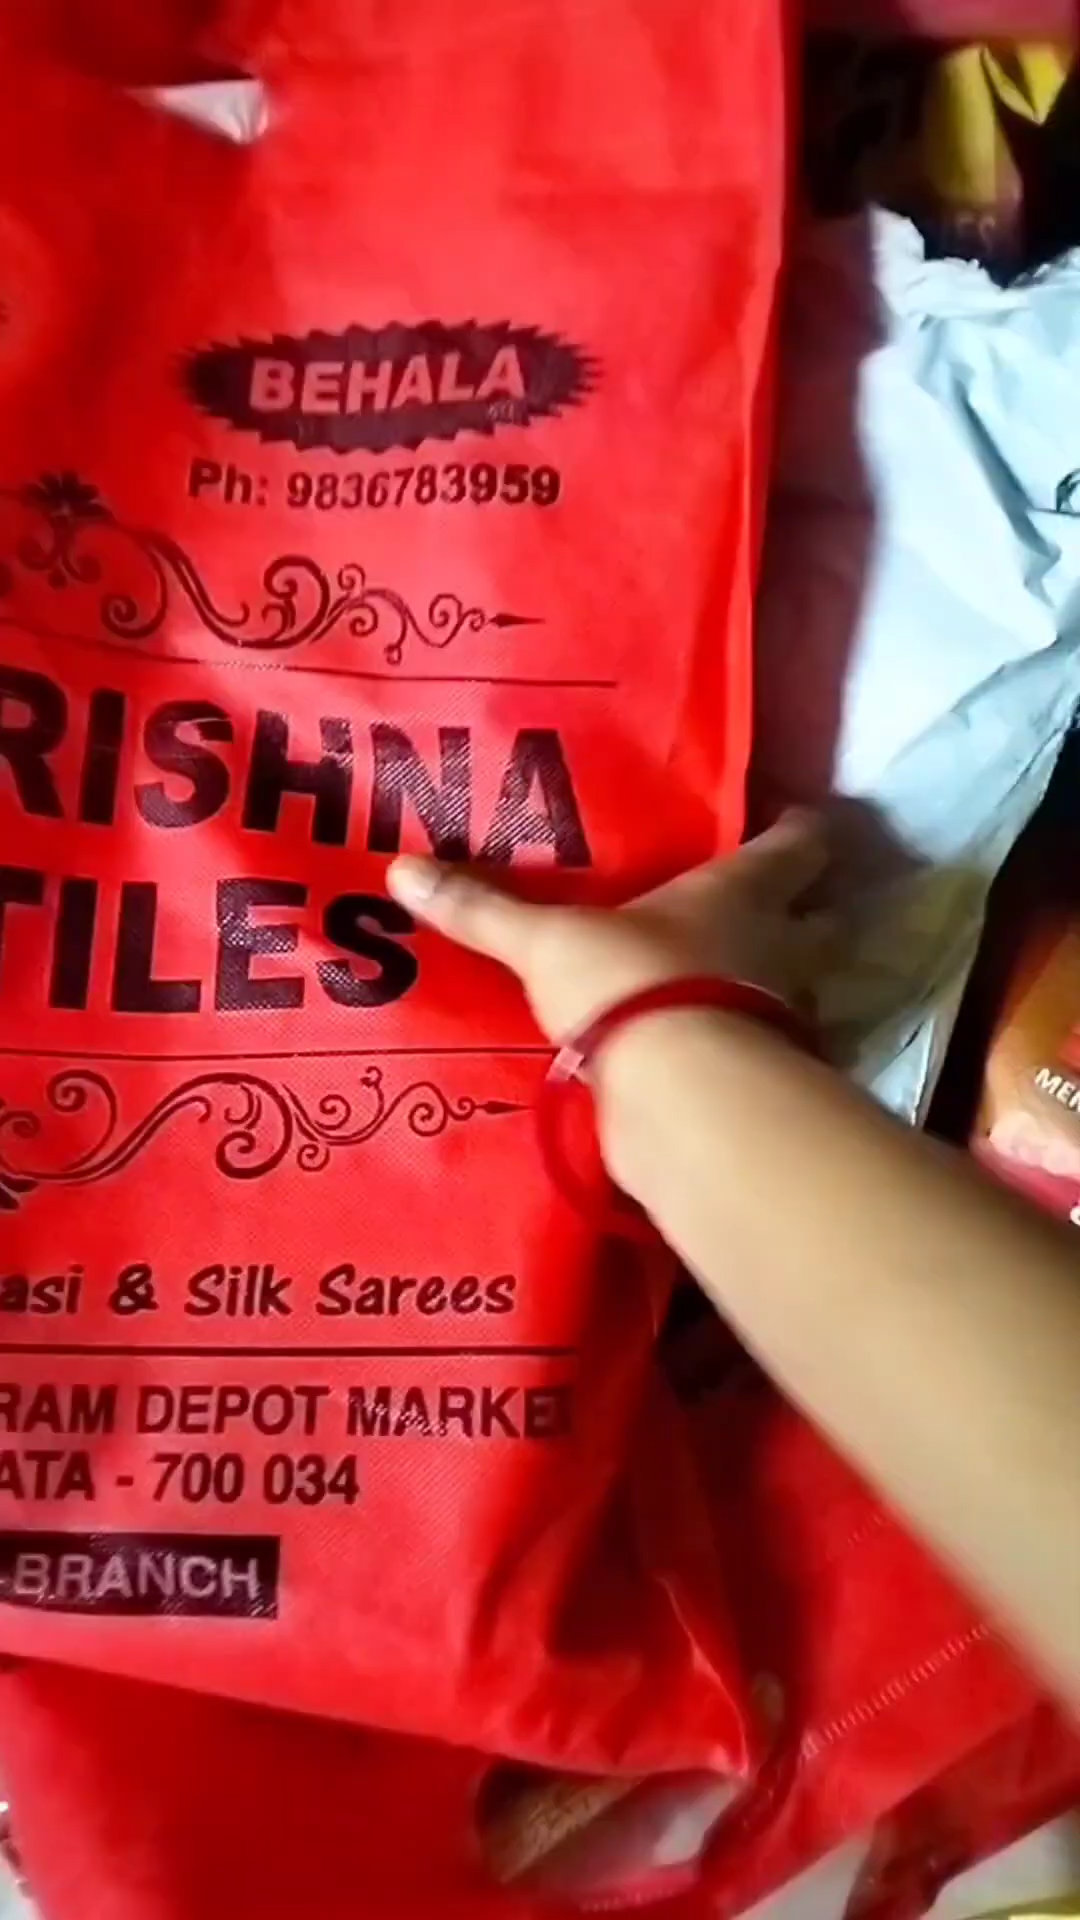 BEHALA
Ph: 9836783959
RISHNA
TILES
asi & Silk Sarees
RAM DEPOT MARKE
ATA - 700 034
BRANCH